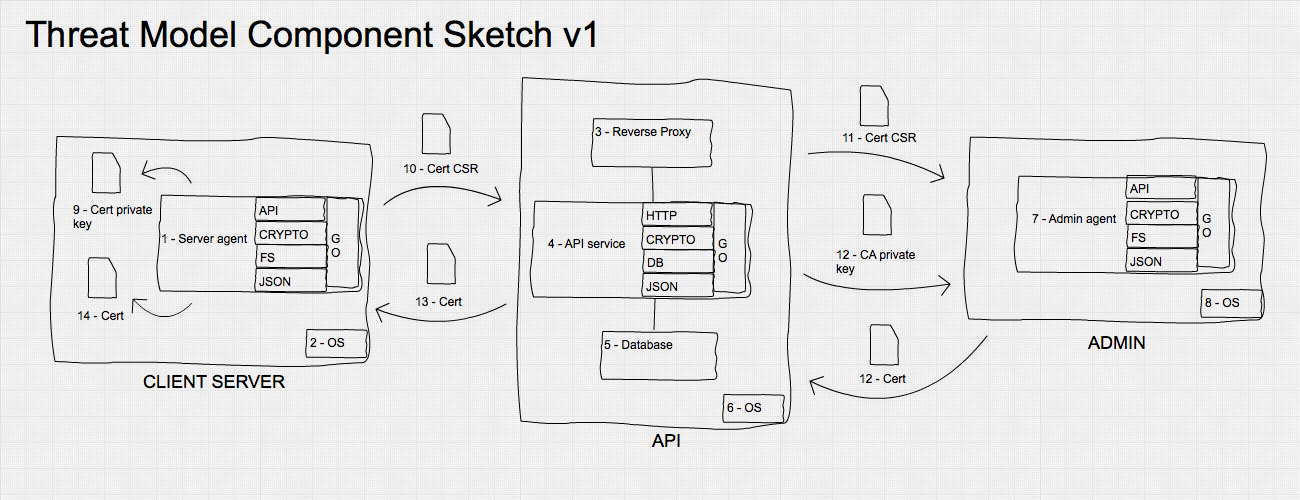 Threat Model Component Sketch v1
9 - Cert private
key
1 - Server agent
API
CRYPTO
FS
JSON
G
O
14 - Cert
2 - OS
CLIENT SERVER
10 - Cert CSR
13 - Cert
3 - Reverse Proxy
4 - API service
HTTP
CRYPTO
DB
JSON
G
O
5 - Database
6 - OS
API
11 - Cert CSR
12 - CA private
key
12 - Cert
7 - Admin agent
API
CRYPTO
FS
JSON
G
O
8 - OS
ADMIN